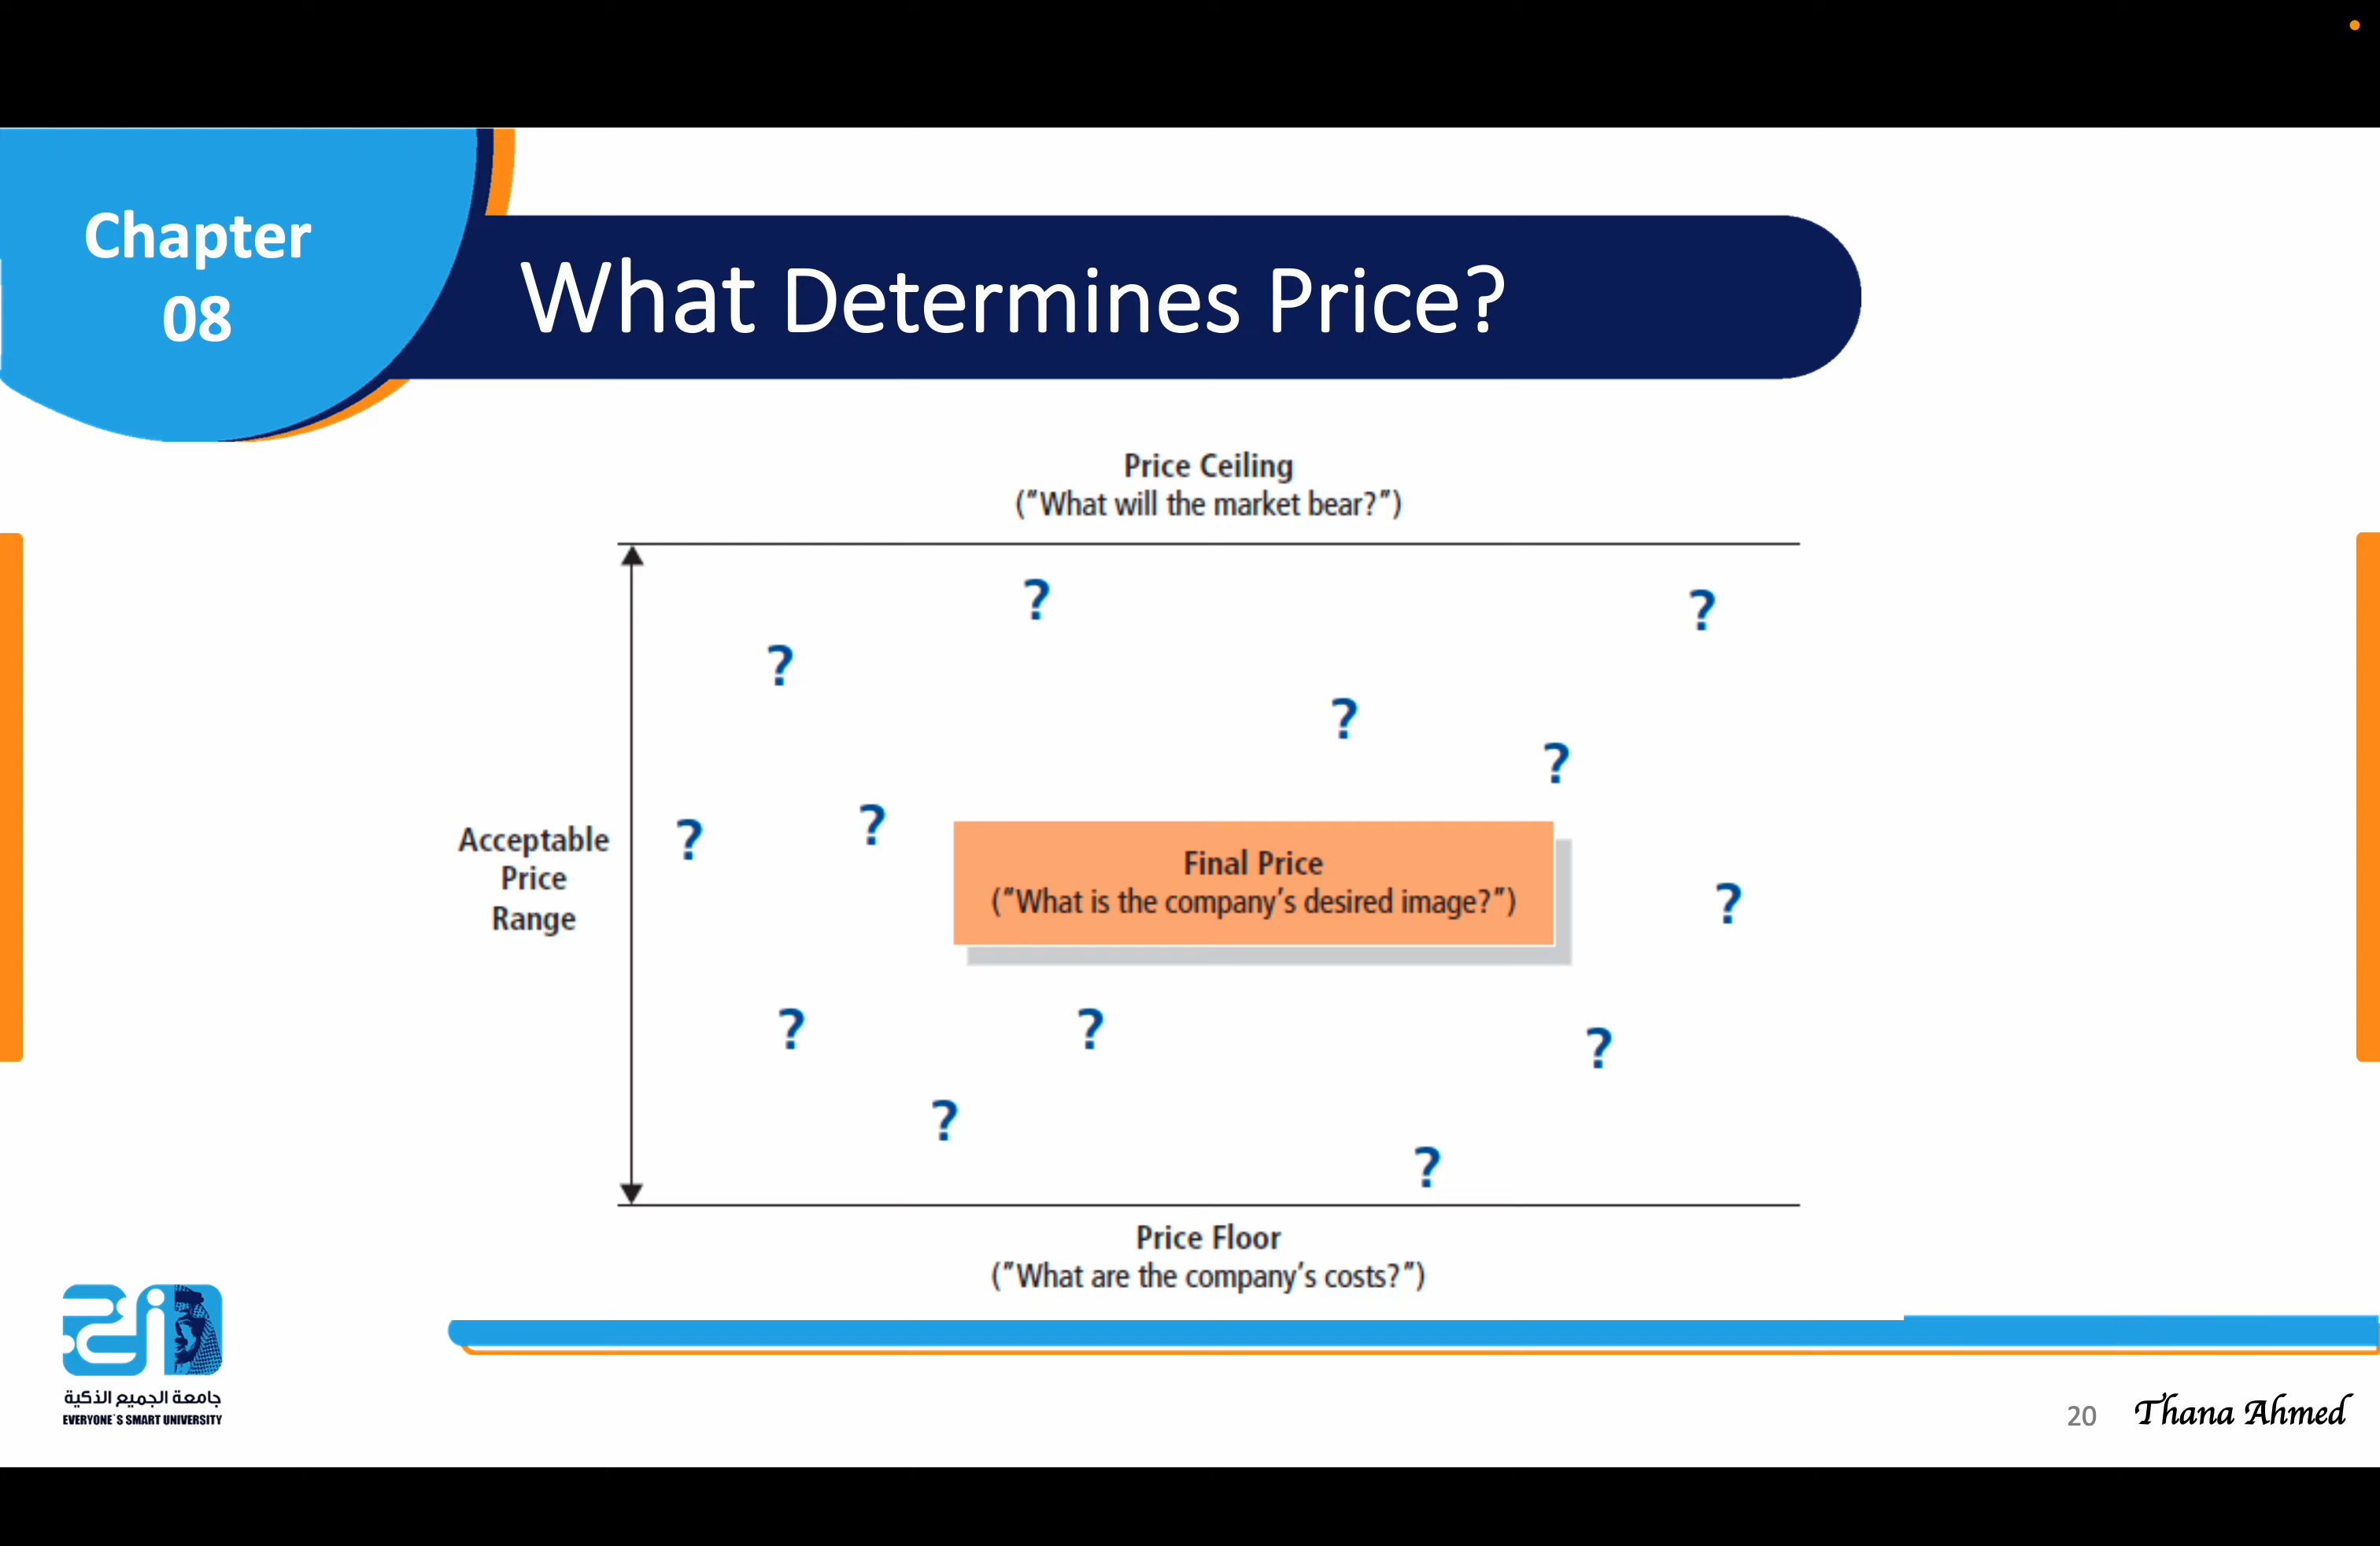 Chapter
08
What Determines Price?
Price Ceiling
("What will the market bear?")
?
?
?
?
?
?
?
Acceptable
Price
Range
Final Price
("What is the company's desired image?")
?
?
?
?
?
?
Price Floor
("What are the company's costs?")
جامعة الجميع الذكية
EVERYONE`S SMART UNIVERSITY
20
Thana Ahmed